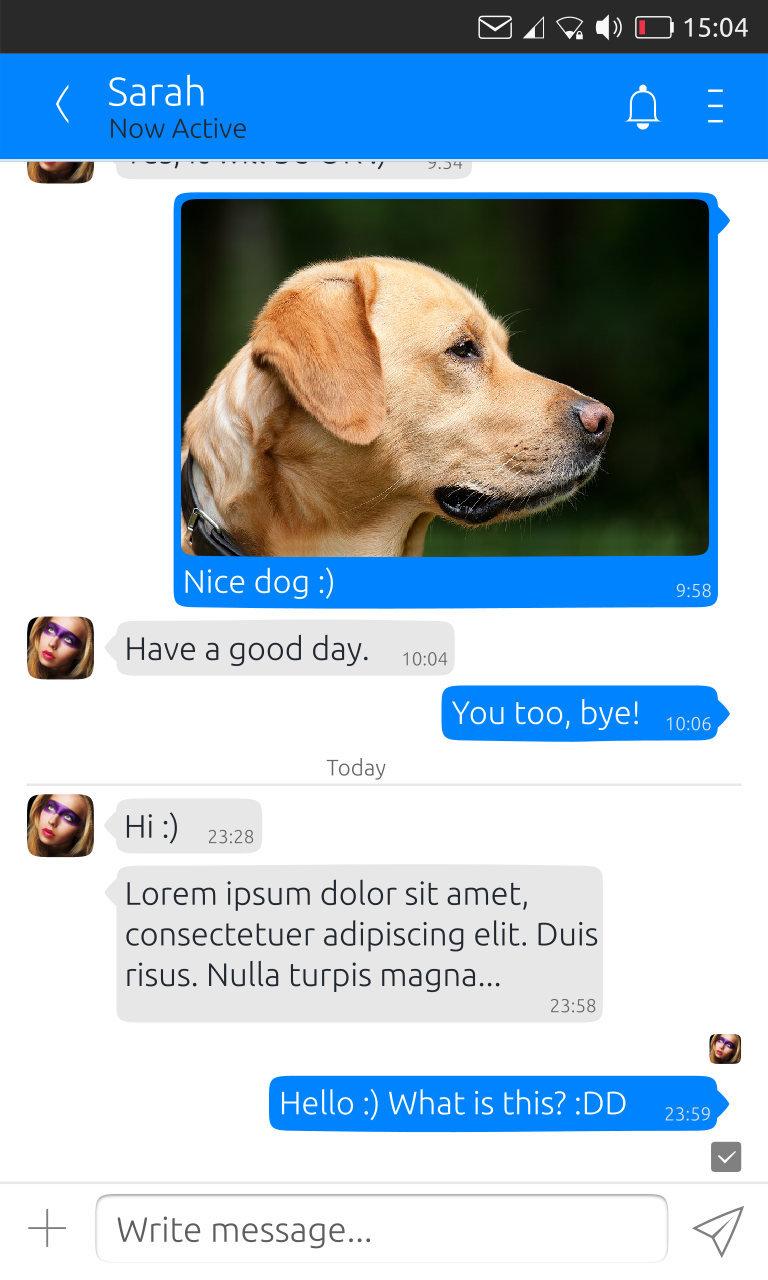 15:04
Sarah
Now Active
9:34
Nice dog :)
9:58
Have a good day.
10:04
You too, bye!
10:06
Today
Hi :)
23:28
Lorem ipsum dolor sit amet,
consectetuer adipiscing elit. Duis
risus. Nulla turpis magna...
23:58
Hello :) What is this? :DD
23:59
Write message...